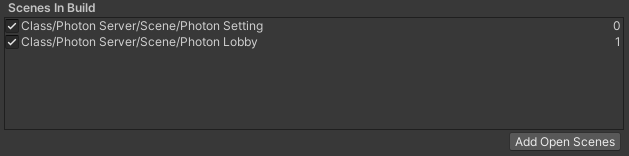 Scenes In Build
Class/Photon Server/Scene/Photon Setting 0
Class/Photon Server/Scene/Photon Lobby 1
Add Open Scenes